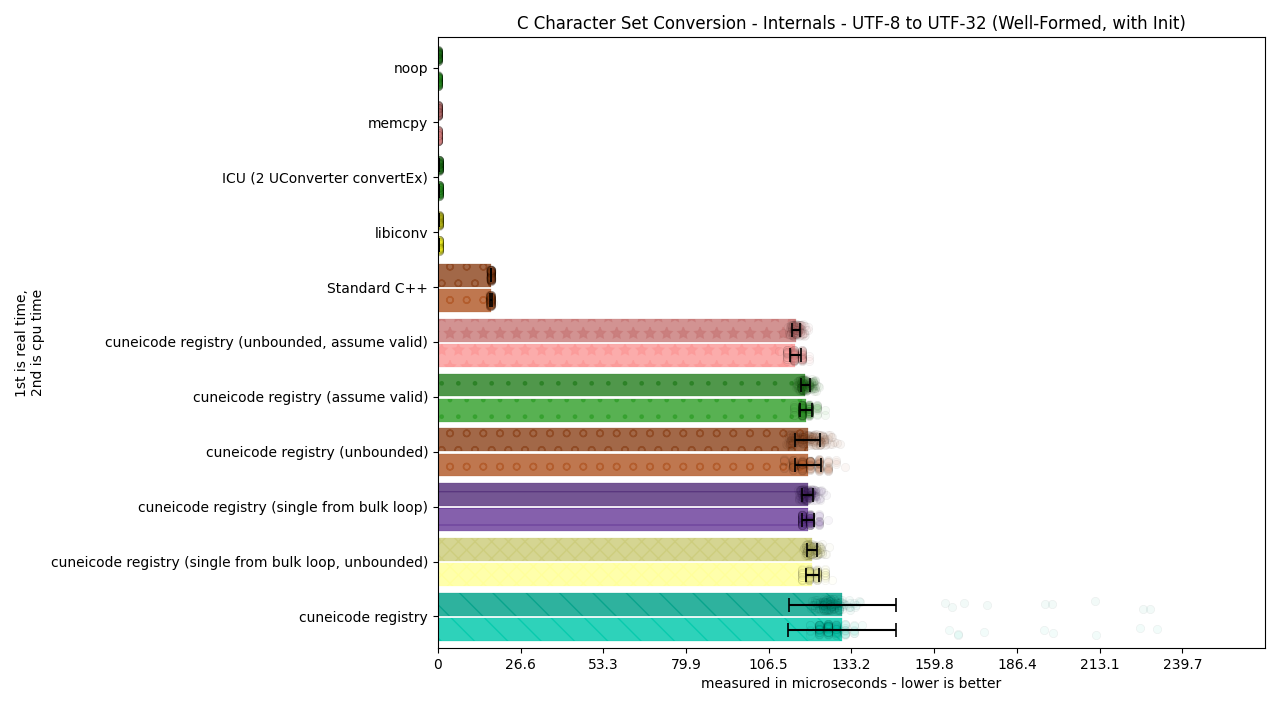 C Character Set Conversion - Internals - UTF-8 to UTF-32 (Well-Formed, with Init)
1st is real time,
2nd is cpu time
noop
memcpy
ICU (2 UConverter convertEx)
libiconv
Standard C++
cuneicode registry (unbounded, assume valid)
cuneicode registry (assume valid)
cuneicode registry (unbounded)
cuneicode registry (single from bulk loop)
cuneicode registry (single from bulk loop, unbounded)
cuneicode registry
0 26.6 53.3 79.9 106.5 133.2 159.8 186.4 213.1 239.7
measured in microseconds - lower is better